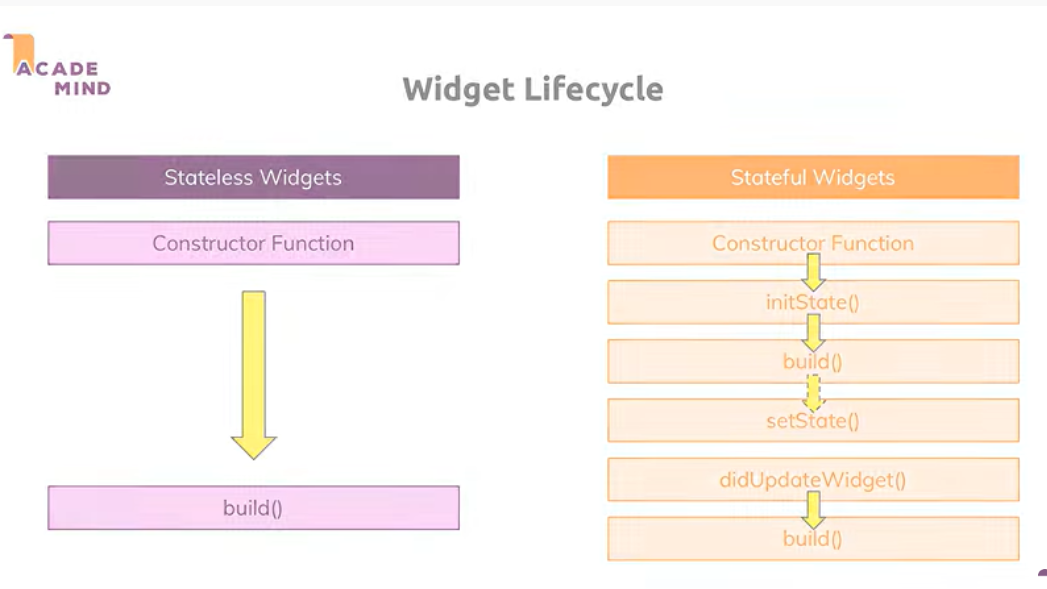 ACADE
MIND
Widget Lifecycle
Stateless Widgets
Constructor Function
build()
Stateful Widgets
Constructor Function
initState()
build()
setState()
didUpdateWidget()
build()